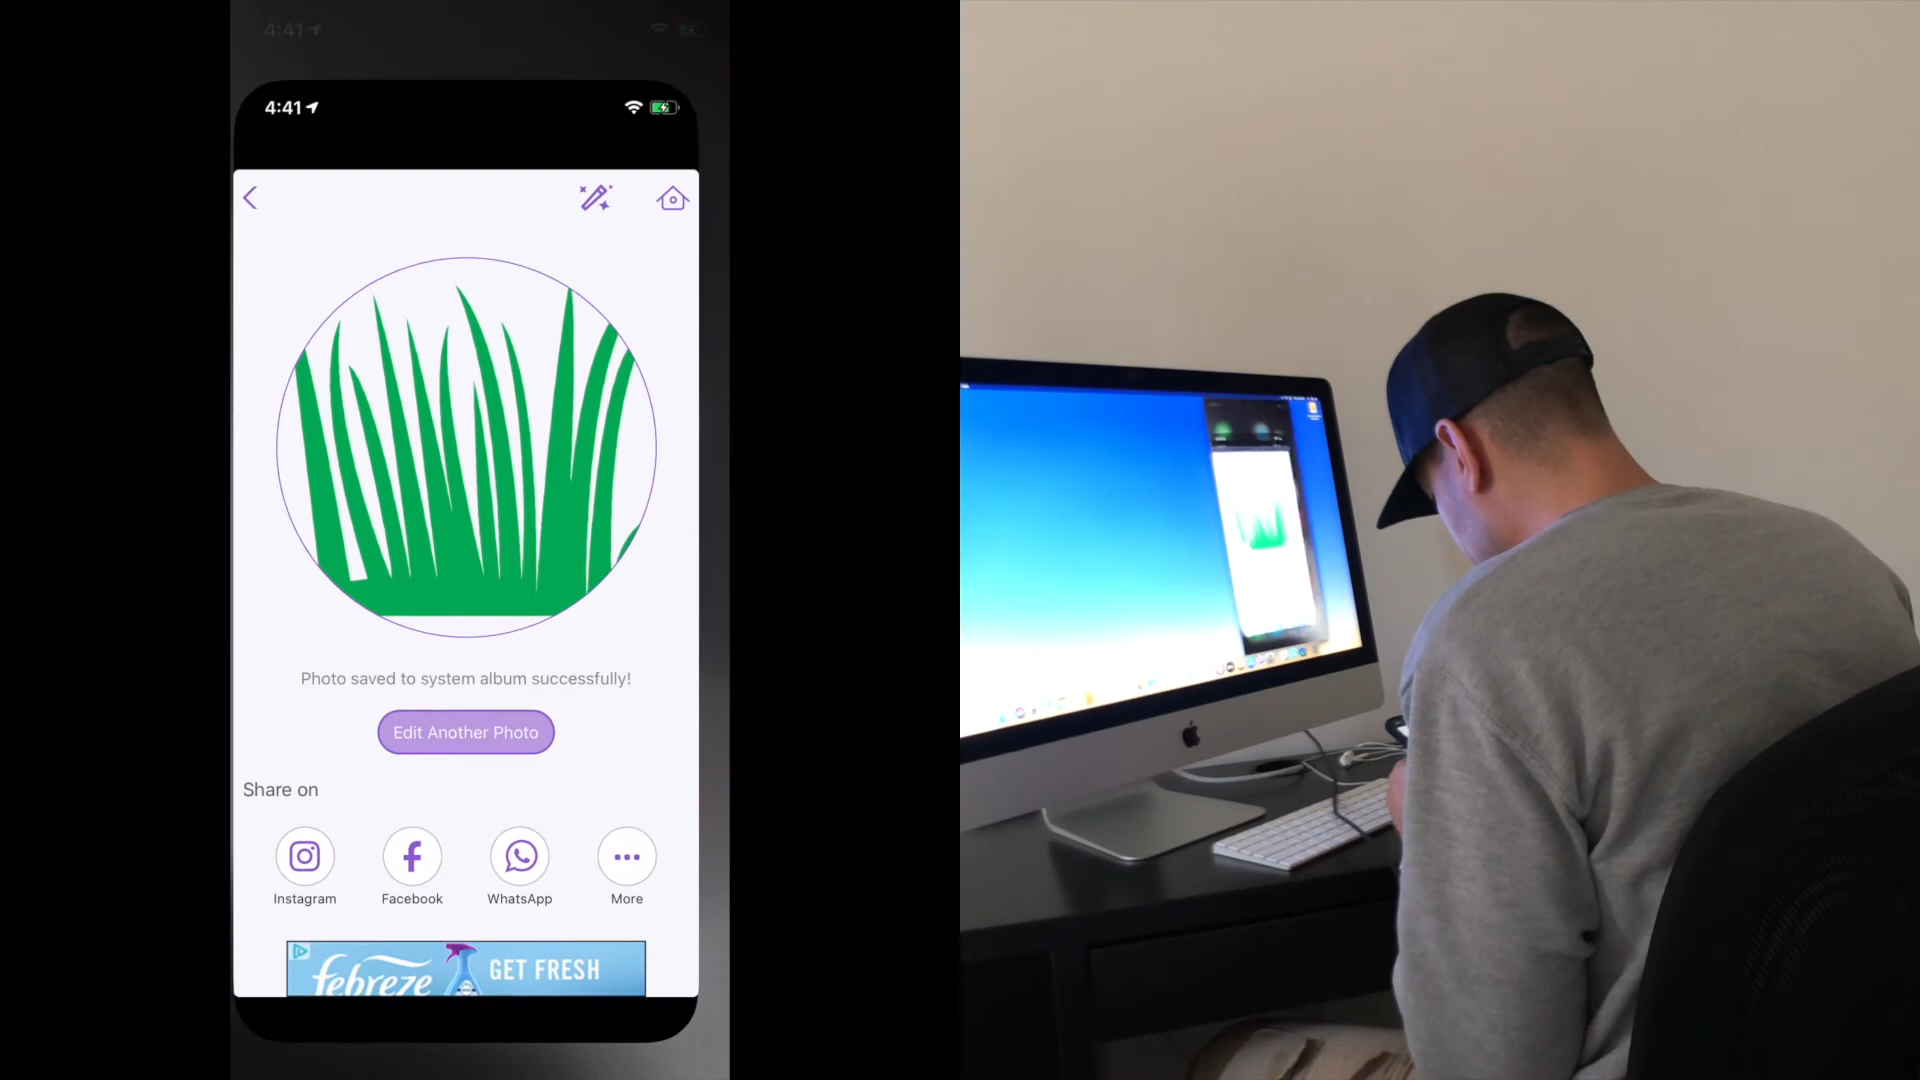 4:41
4:41
Photo saved to system album successfully!
Edit Another Photo
Share on
Instagram
Facebook
WhatsApp
More
febreze
GET FRESH